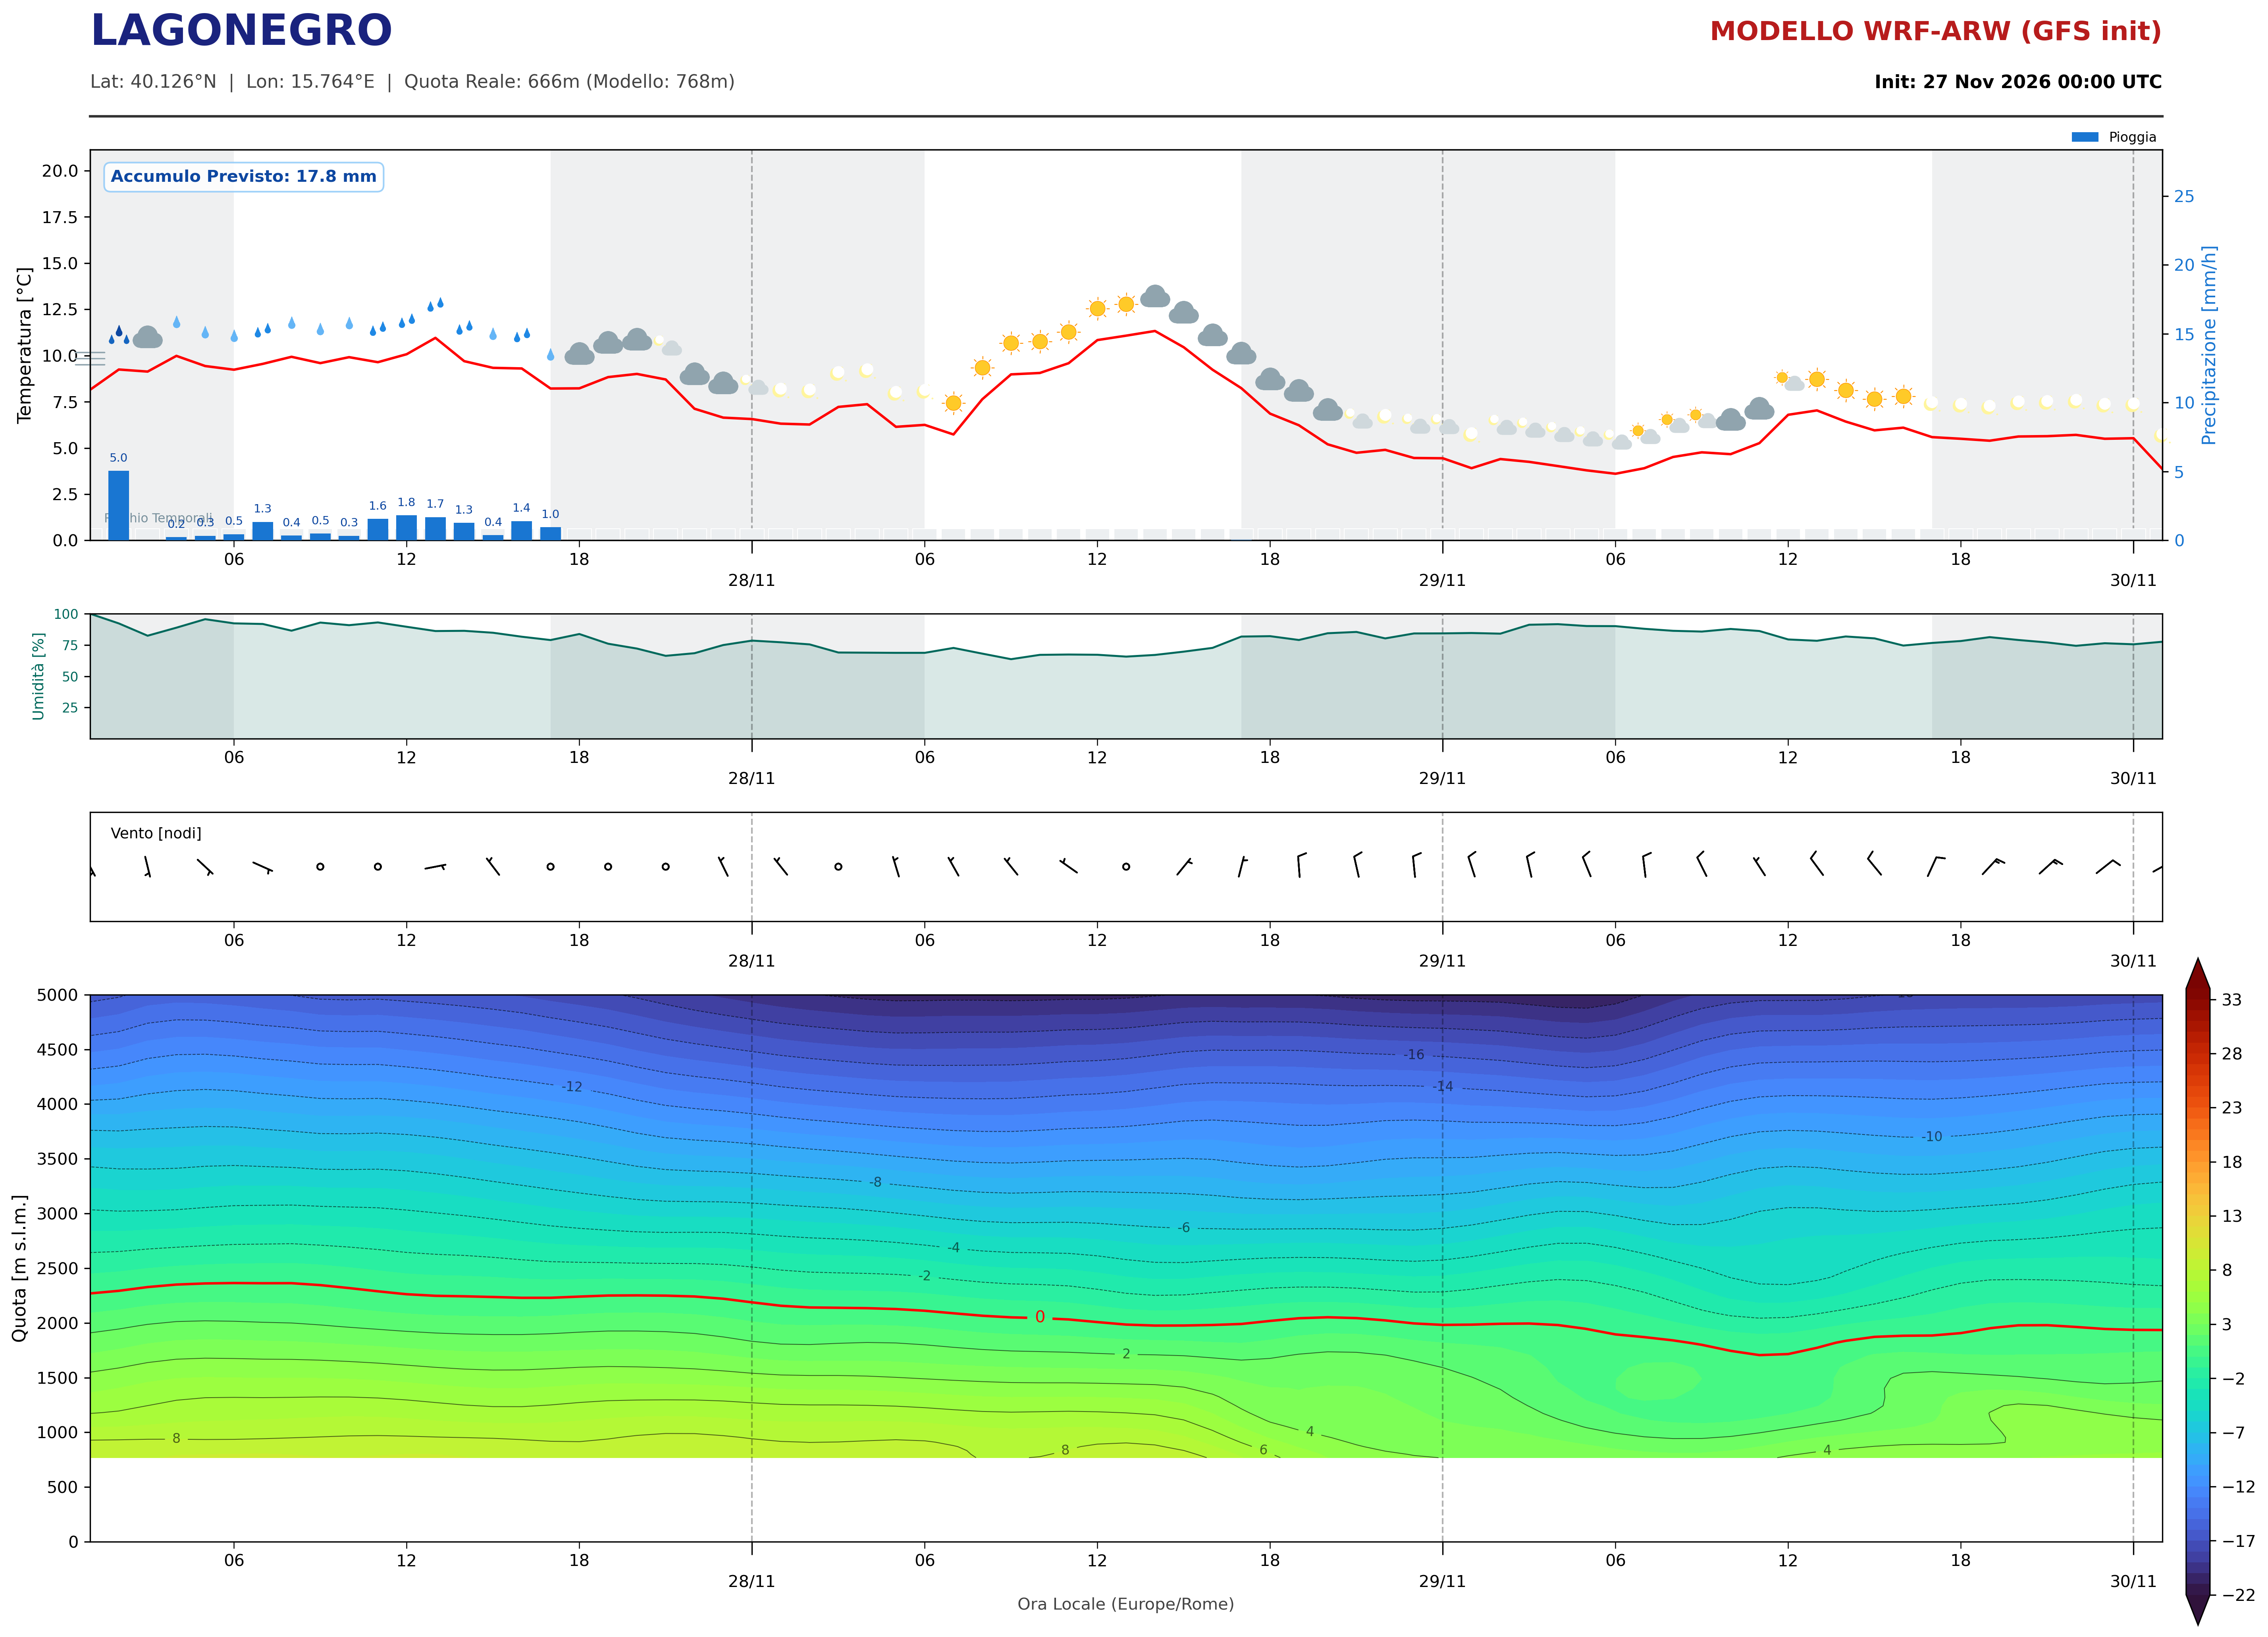 LAGONEGRO
MODELLO WRF-ARW (GFS init)
Lat: 40.126°N | Lon: 15.764°E | Quota Reale: 666m (Modello: 768m)
Init: 27 Nov 2026 00:00 UTC
Pioggia
Accumulo Previsto: 17.8 mm
Temperatura [°C]
20.0
17.5
15.0
12.5
10.0
7.5
5.0
2.5
0.0
Precipitazione [mm/h]
25
20
15
10
5
0
Temporali
5.0 0.2 0.3 0.5 1.3 0.4 0.5 0.3 1.6 1.8 1.7 1.3 0.4 1.4 1.0
06 12 18 06 12 18 06 12 18
28/11 29/11 30/11
Umidità [%]
100
75
50
25
06 12 18 06 12 18 06 12 18
28/11 29/11 30/11
Vento [nodi]
06 12 18 06 12 18 06 12 18
28/11 29/11 30/11
Quota [m s.l.m.]
5000
4500
4000
3500
3000
2500
2000
1500
1000
500
0
-16
-12 -14
-10
-8
-6
-4
-2
0
2
4
8 8 6 4
33
28
23
18
13
8
3
−2
−7
−12
−17
−22
06 12 18 06 12 18 06 12 18
28/11 29/11 30/11
Ora Locale (Europe/Rome)